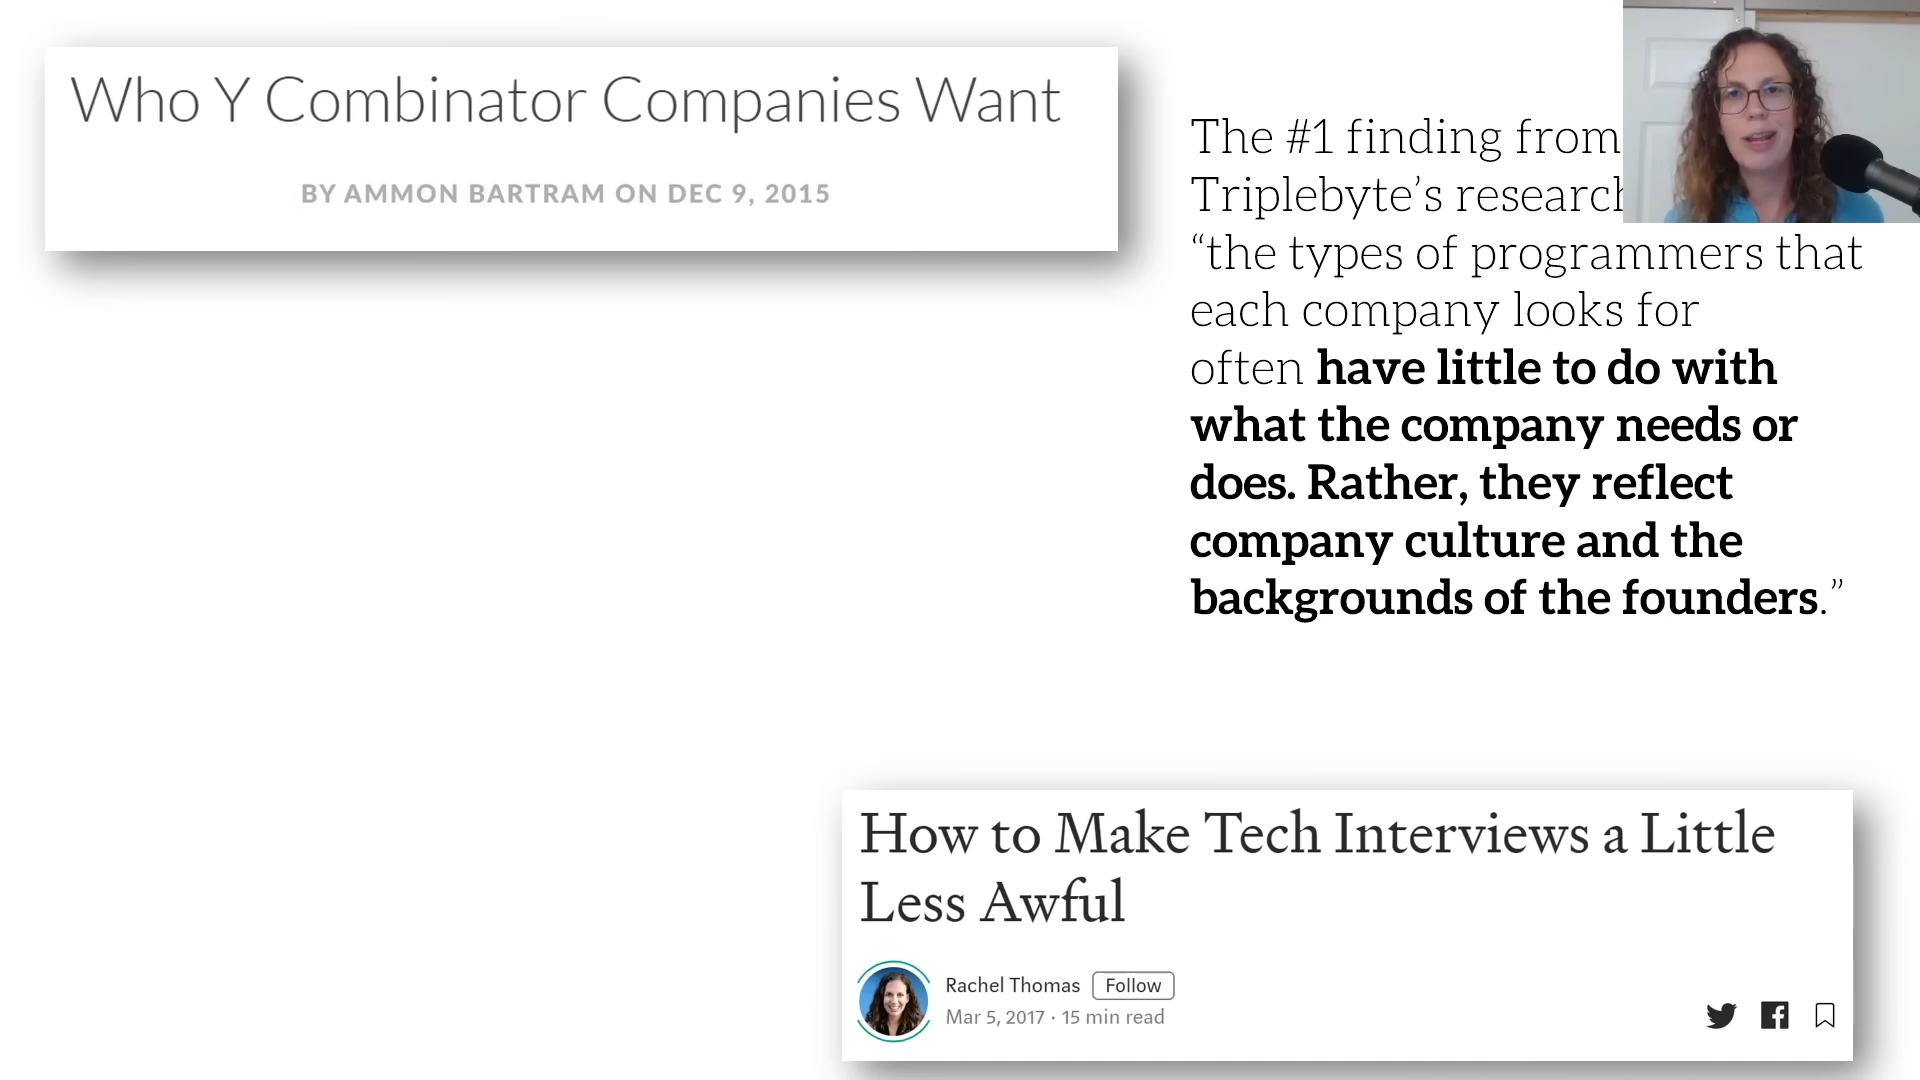 Who Y Combinator Companies Want
BY AMMON BARTRAM ON DEC 9, 2015
The #1 finding from
Triplebyte’s research
“the types of programmers that
each company looks for
often have little to do with
what the company needs or
does. Rather, they reflect
company culture and the
backgrounds of the founders.”
How to Make Tech Interviews a Little
Less Awful
Rachel Thomas Follow
Mar 5, 2017 · 15 min read